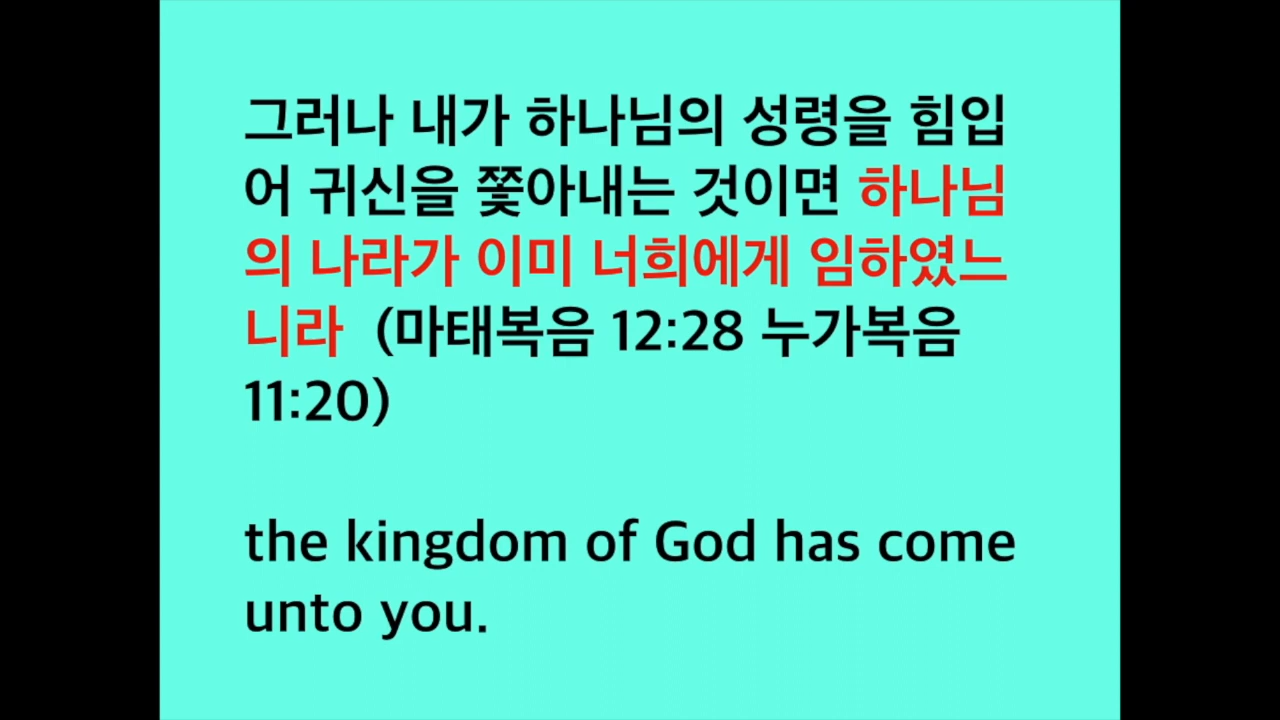 그러나 내가 하나님의 성령을 힘입
어 귀신을 쫓아내는 것이면 하나님
의 나라가 이미 너희에게 임하였느
니라 (마태복음 12:28 누가복음
11:20)
the kingdom of God has come
unto you.